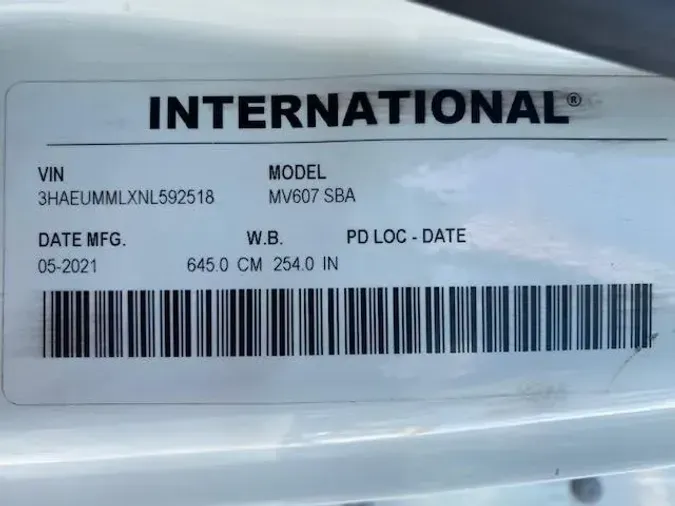 INTERNATIONAL®
VIN MODEL
3HAEUMMLXNL592518 MV607 SBA
DATE MFG. W.B. PD LOC - DATE
05-2021 645.0 CM 254.0 IN